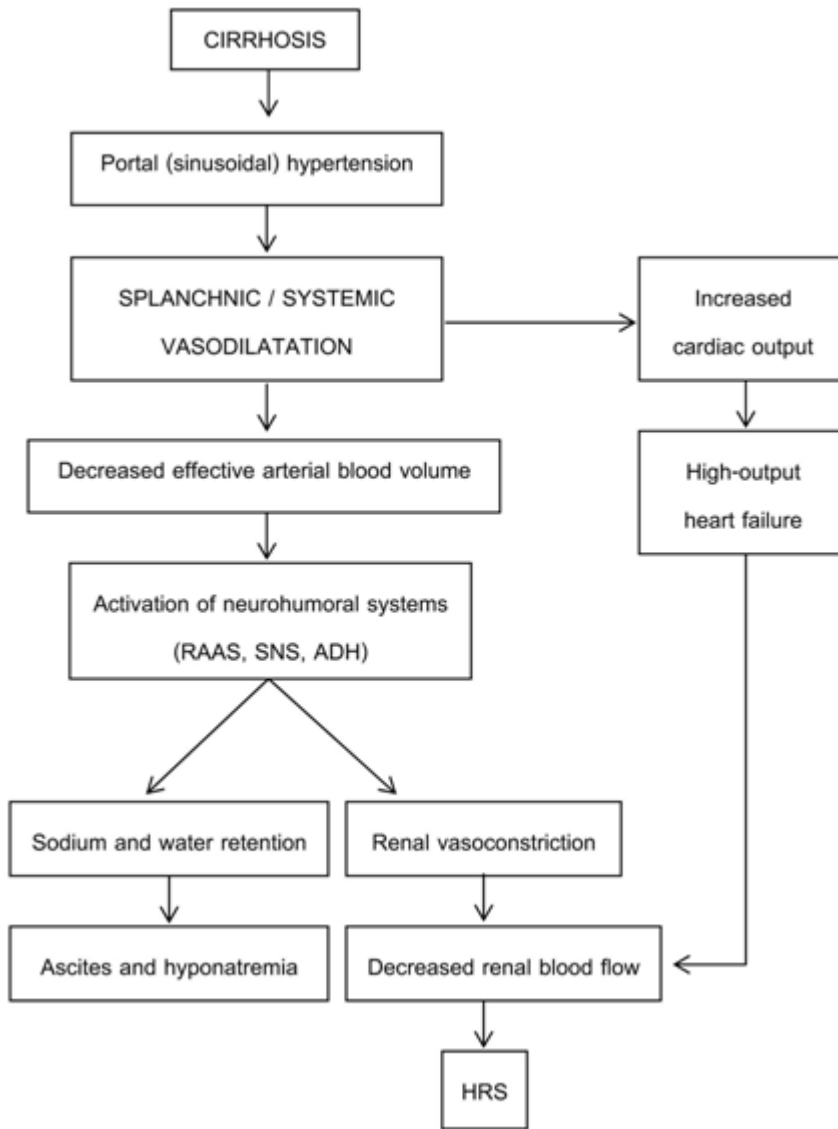 CIRRHOSIS
Portal (sinusoidal) hypertension
SPLANCHNIC / SYSTEMIC
VASODILATATION
Increased
cardiac output
Decreased effective arterial blood volume
High-output
heart failure
Activation of neurohumoral systems
(RAAS, SNS, ADH)
Sodium and water retention
Renal vasoconstriction
Ascites and hyponatremia
Decreased renal blood flow
HRS